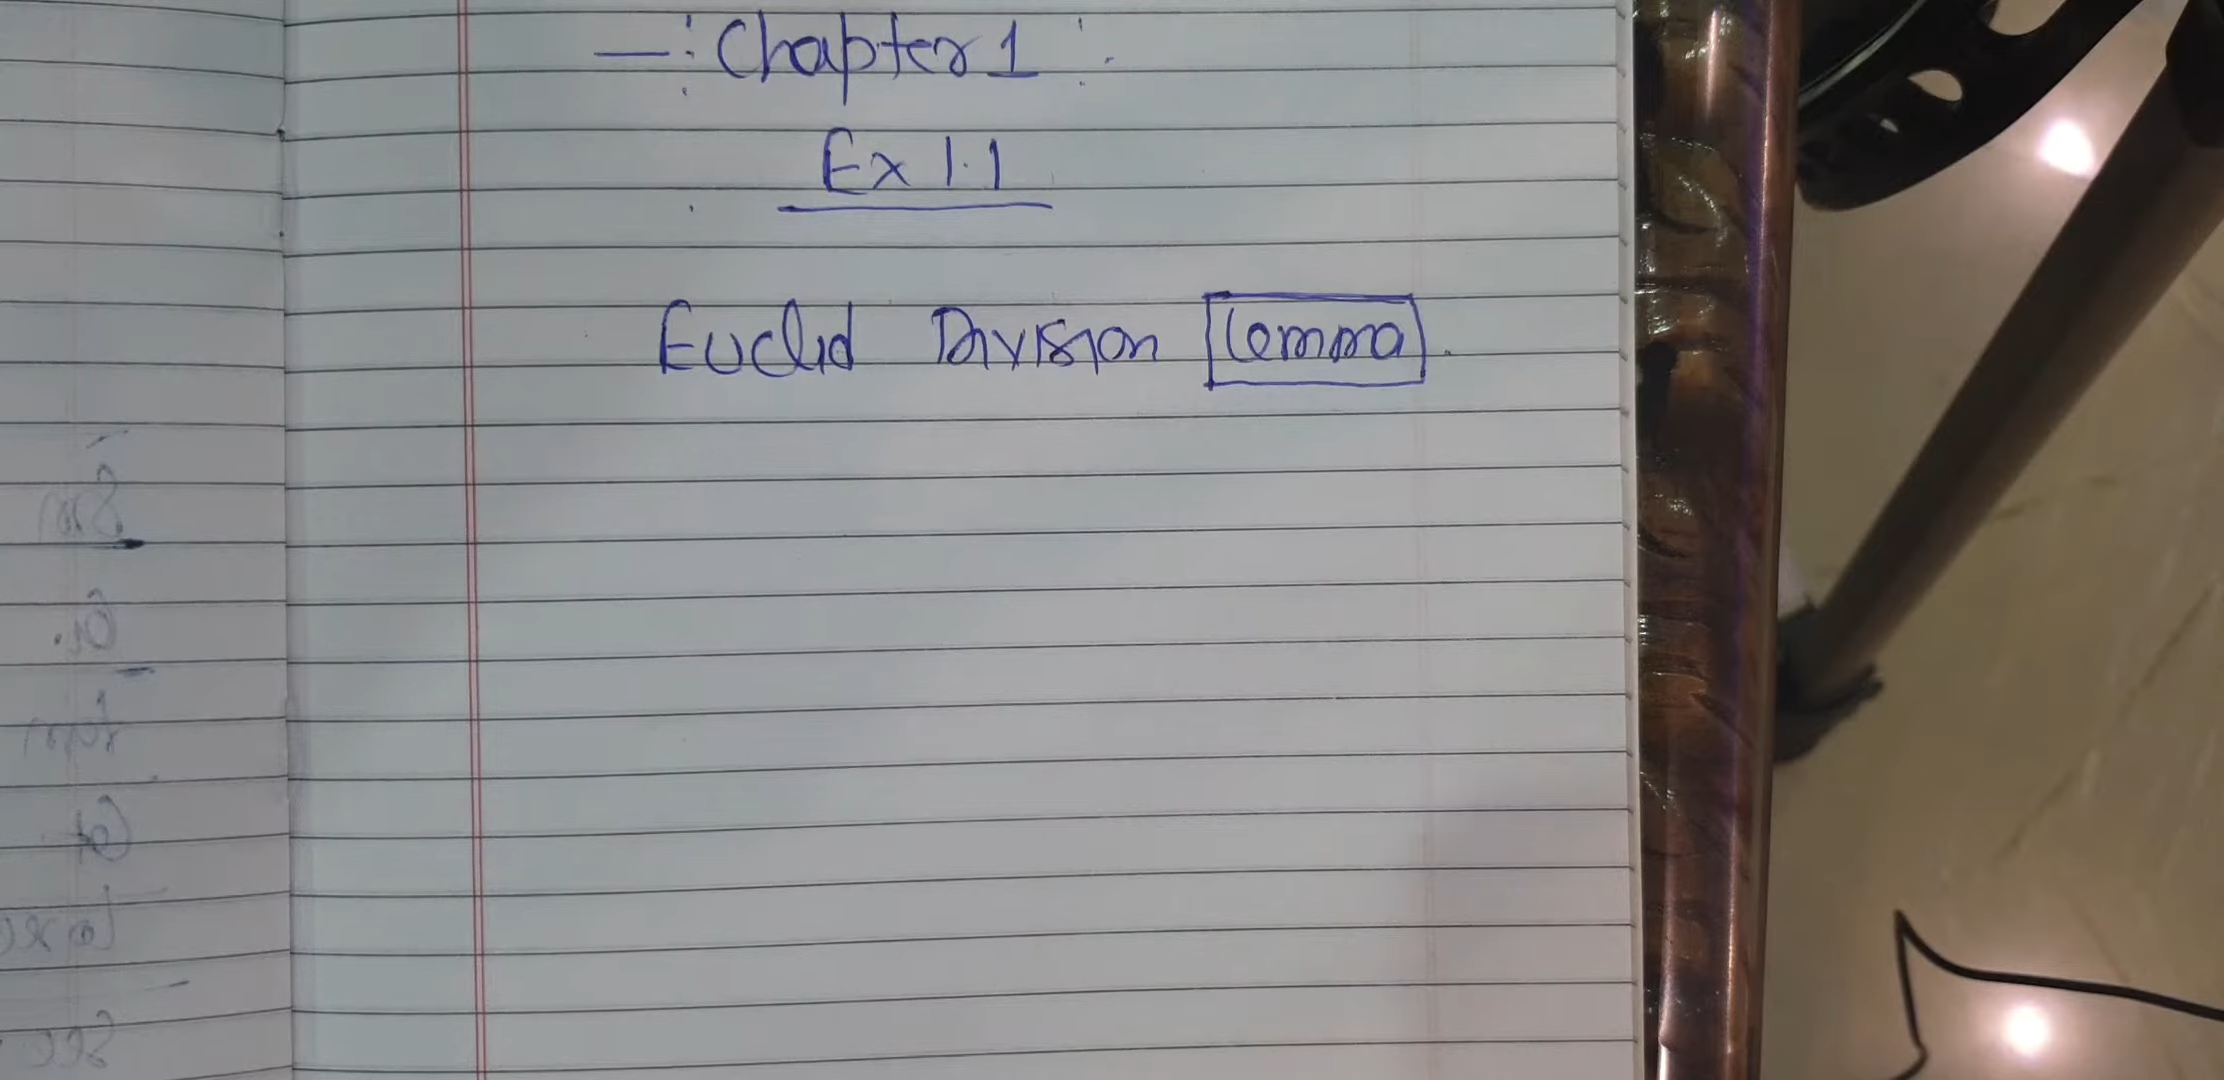 —: Chapter 1 :
Ex 1.1
Euclid Division Lemma.